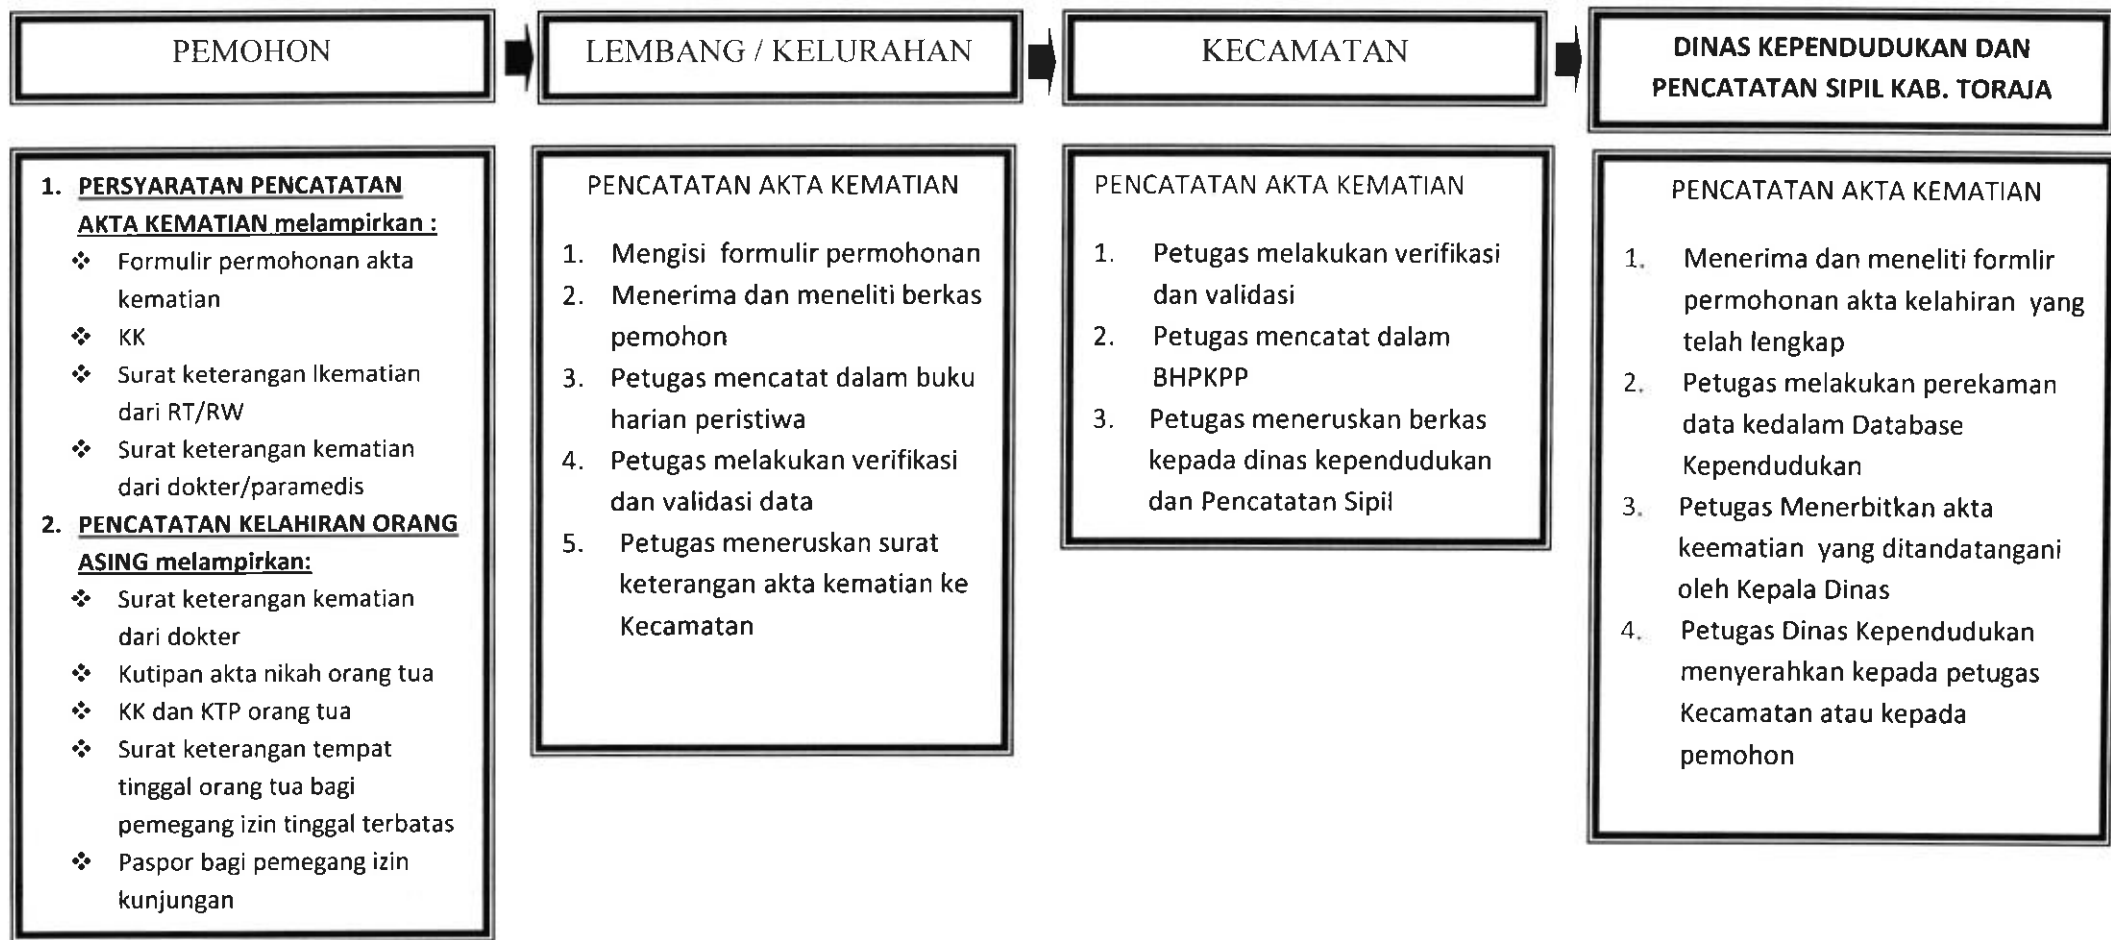 PEMOHON
LEMBANG / KELURAHAN
KECAMATAN
DINAS KEPENDUDUKAN DAN
PENCATATAN SIPIL KAB. TORAJA
1. PERSYARATAN PENCATATAN
AKTA KEMATIAN melampirkan :
❖ Formulir permohonan akta
kematian
❖ KK
❖ Surat keterangan Ikematian
dari RT/RW
❖ Surat keterangan kematian
dari dokter/paramedis
2. PENCATATAN KELAHIRAN ORANG
ASING melampirkan:
❖ Surat keterangan kematian
dari dokter
❖ Kutipan akta nikah orang tua
❖ KK dan KTP orang tua
❖ Surat keterangan tempat
tinggal orang tua bagi
pemegang izin tinggal terbatas
❖ Paspor bagi pemegang izin
kunjungan
PENCATATAN AKTA KEMATIAN
1. Mengisi formulir permohonan
2. Menerima dan meneliti berkas
pemohon
3. Petugas mencatat dalam buku
harian peristiwa
4. Petugas melakukan verifikasi
dan validasi data
5. Petugas meneruskan surat
keterangan akta kematian ke
Kecamatan
PENCATATAN AKTA KEMATIAN
1. Petugas melakukan verifikasi
dan validasi
2. Petugas mencatat dalam
BHPKPP
3. Petugas meneruskan berkas
kepada dinas kependudukan
dan Pencatatan Sipil
PENCATATAN AKTA KEMATIAN
1. Menerima dan meneliti formlir
permohonan akta kelahiran yang
telah lengkap
2. Petugas melakukan perekaman
data kedalam Database
Kependudukan
3. Petugas Menerbitkan akta
keematian yang ditandatangani
oleh Kepala Dinas
4. Petugas Dinas Kependudukan
menyerahkan kepada petugas
Kecamatan atau kepada
pemohon